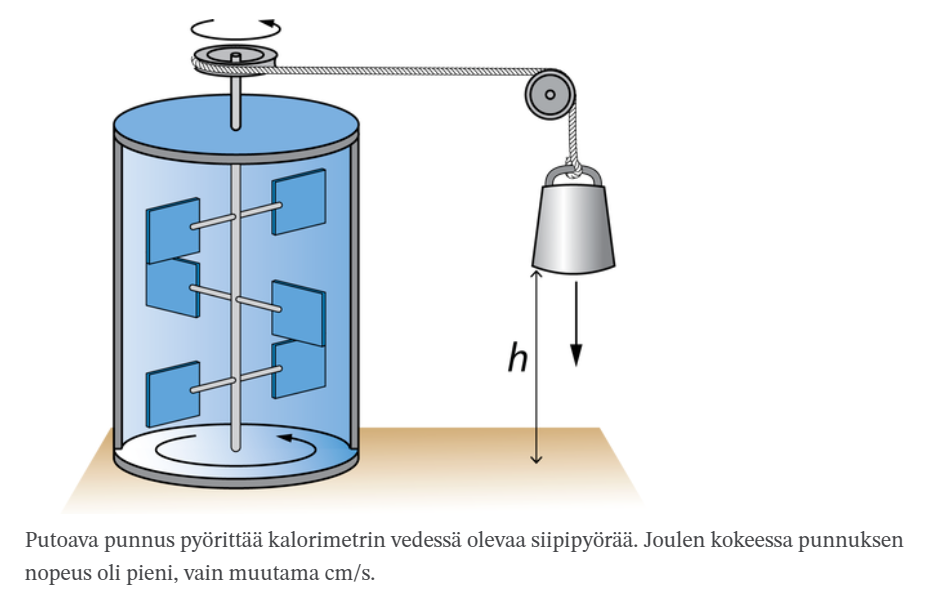 h
Putoava punnus pyörittää kalorimetrin vedessä olevaa siipipyörää. Joulen kokeessa punnuksen
nopeus oli pieni, vain muutama cm/s.